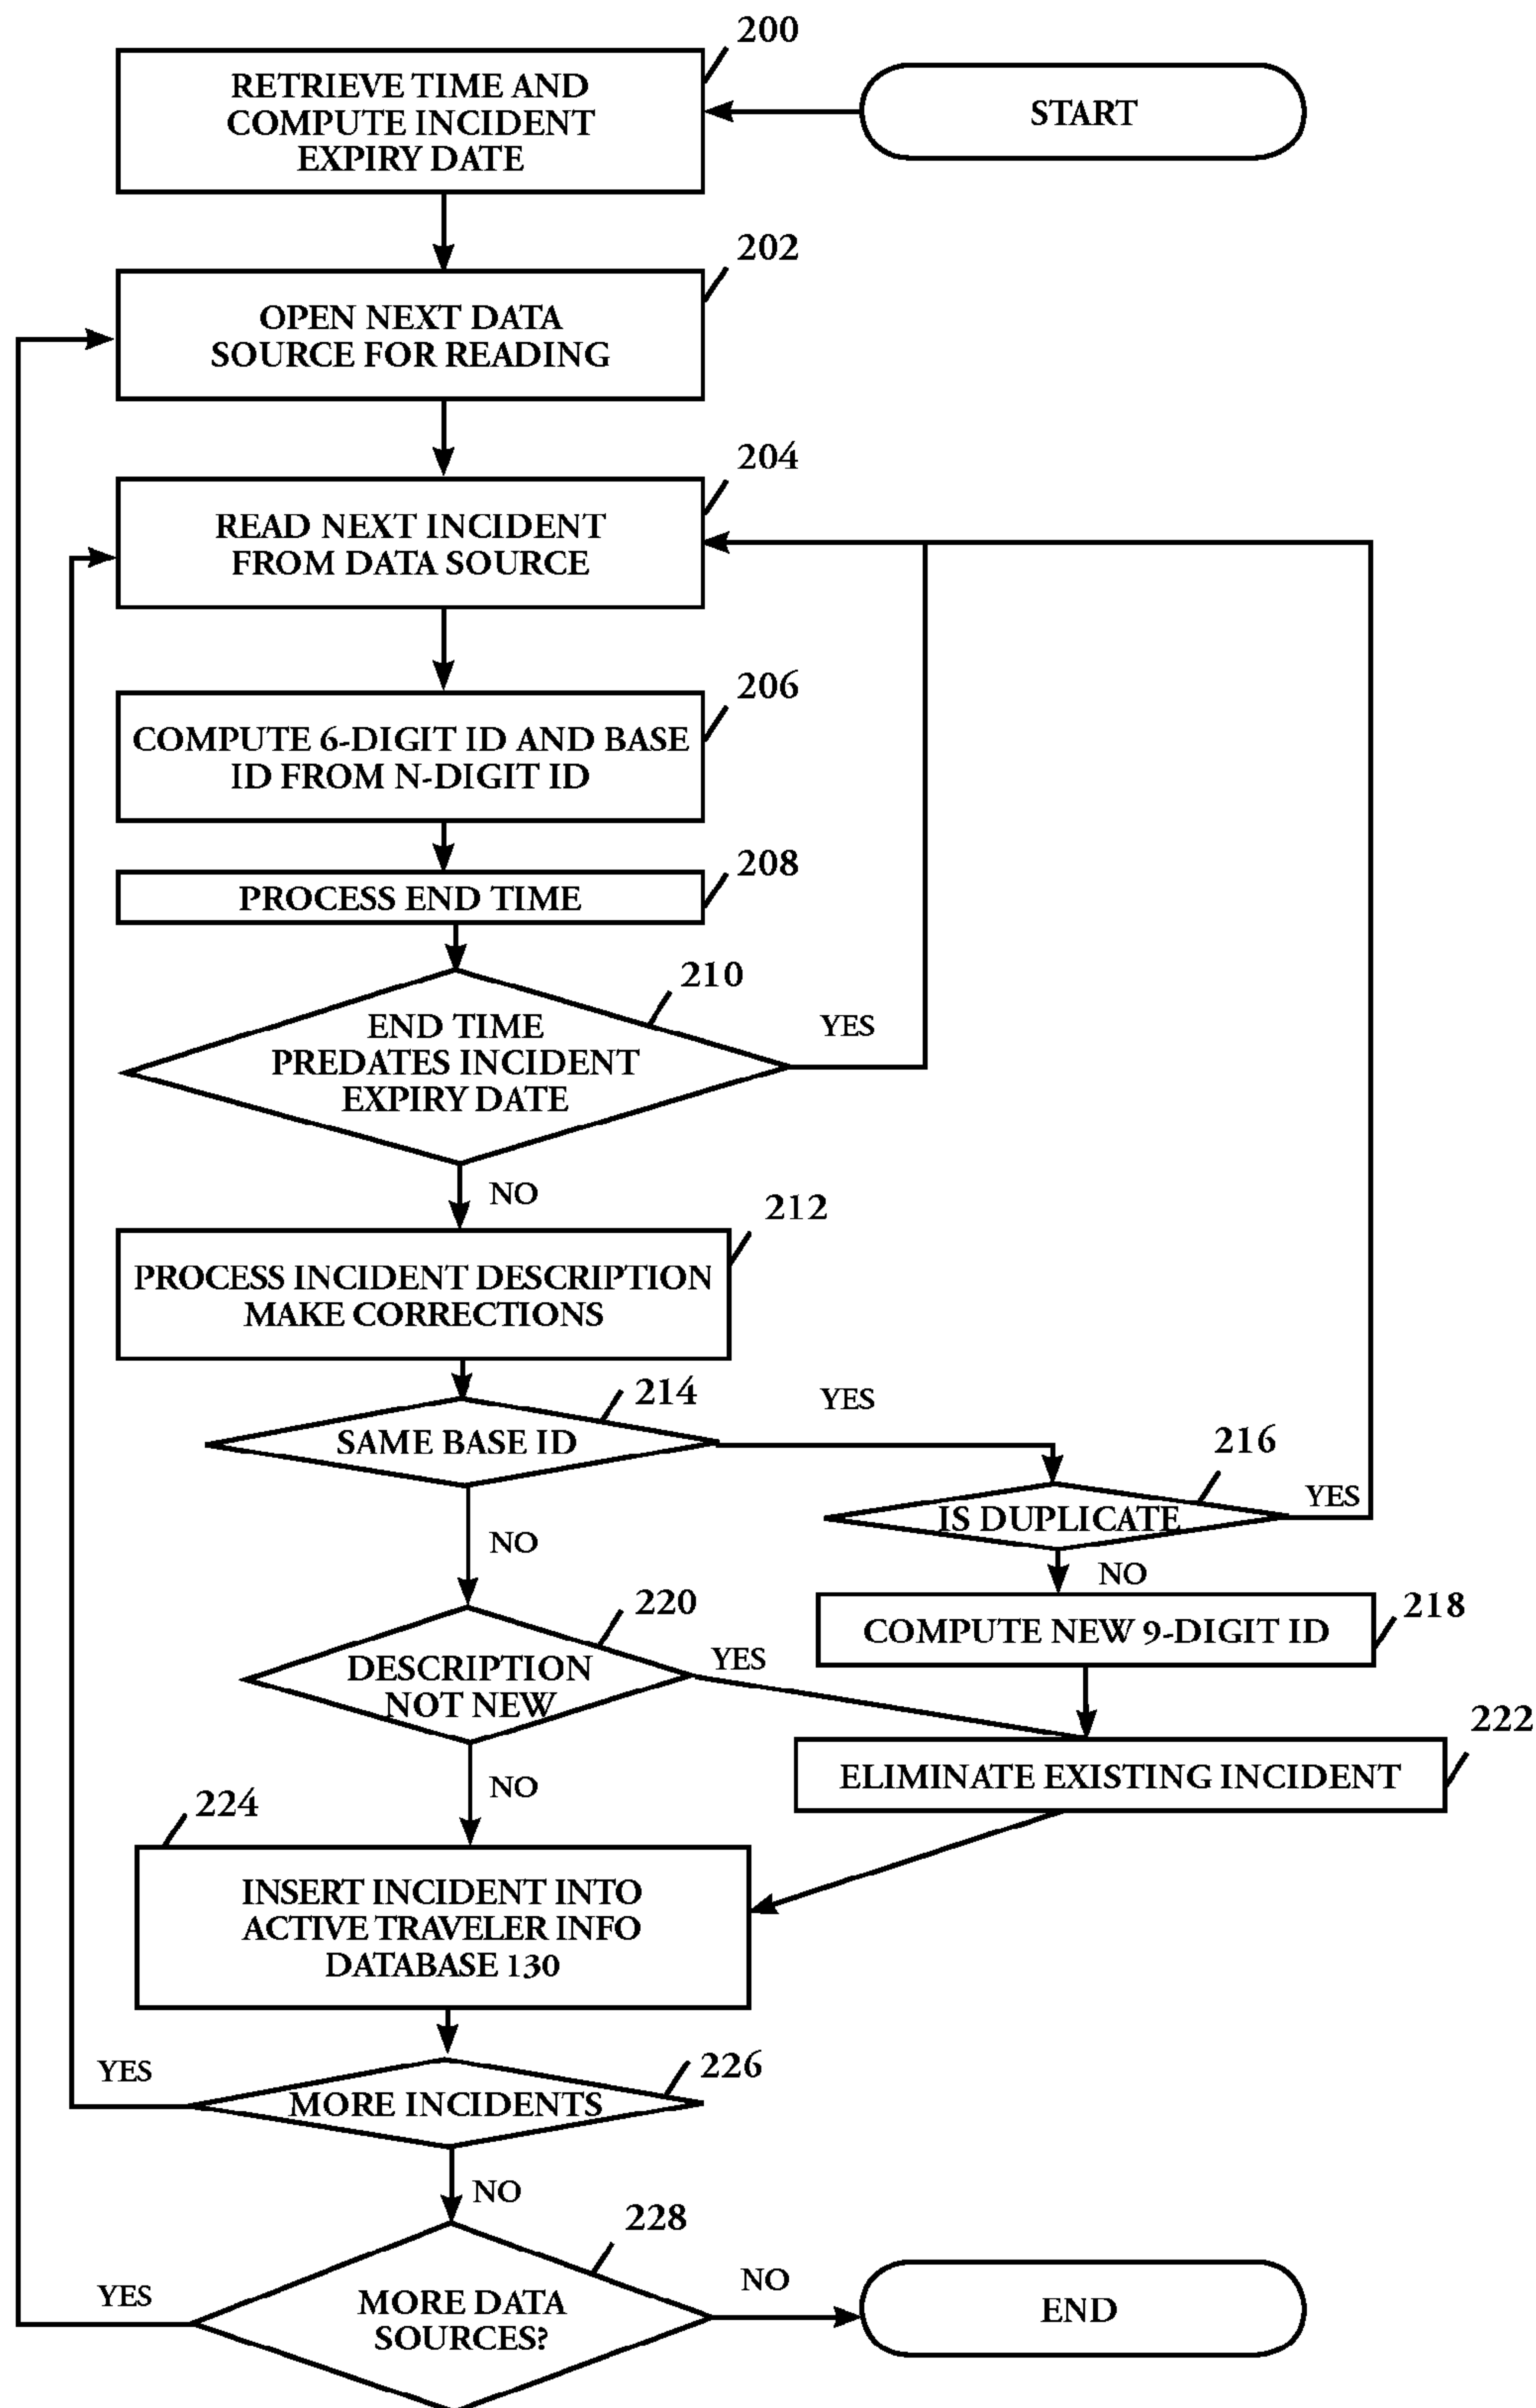 200
RETRIEVE TIME AND
COMPUTE INCIDENT
EXPIRY DATE
START
202
OPEN NEXT DATA
SOURCE FOR READING
204
READ NEXT INCIDENT
FROM DATA SOURCE
206
COMPUTE 6-DIGIT ID AND BASE
ID FROM N-DIGIT ID
208
PROCESS END TIME
210
END TIME
PREDATES INCIDENT
EXPIRY DATE
YES
NO
212
PROCESS INCIDENT DESCRIPTION
MAKE CORRECTIONS
214
SAME BASE ID
YES
216
IS DUPLICATE
YES
NO
NO
218
COMPUTE NEW 9-DIGIT ID
220
DESCRIPTION
NOT NEW
YES
222
ELIMINATE EXISTING INCIDENT
NO
224
INSERT INCIDENT INTO
ACTIVE TRAVELER INFO
DATABASE 130
226
MORE INCIDENTS
YES
NO
228
MORE DATA
SOURCES?
YES
NO
END